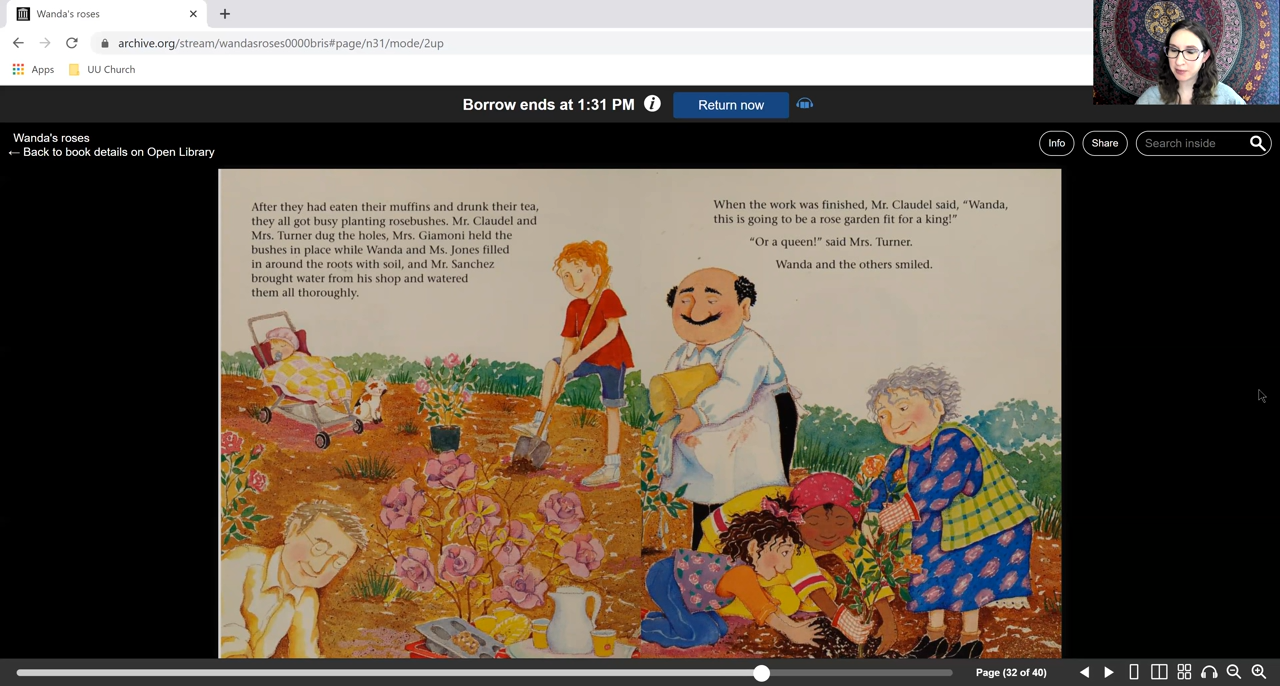 Wanda's roses
archive.org/stream/wandasroses0000bris#page/n31/mode/2up
Apps
UU Church
Borrow ends at 1:31 PM
i
Return now
Wanda's roses
← Back to book details on Open Library
Info
Share
Search inside
After they had eaten their muffins and drunk their tea,
they all got busy planting rosebushes. Mr. Claudel and
Mrs. Turner dug the holes, Mrs. Giamoni held the
bushes in place while Wanda and Ms. Jones filled
in around the roots with soil, and Mr. Sanchez
brought water from his shop and watered
them all thoroughly.
When the work was finished, Mr. Claudel said, “Wanda,
this is going to be a rose garden fit for a king!”
“Or a queen!” said Mrs. Turner.
Wanda and the others smiled.
Page (32 of 40)